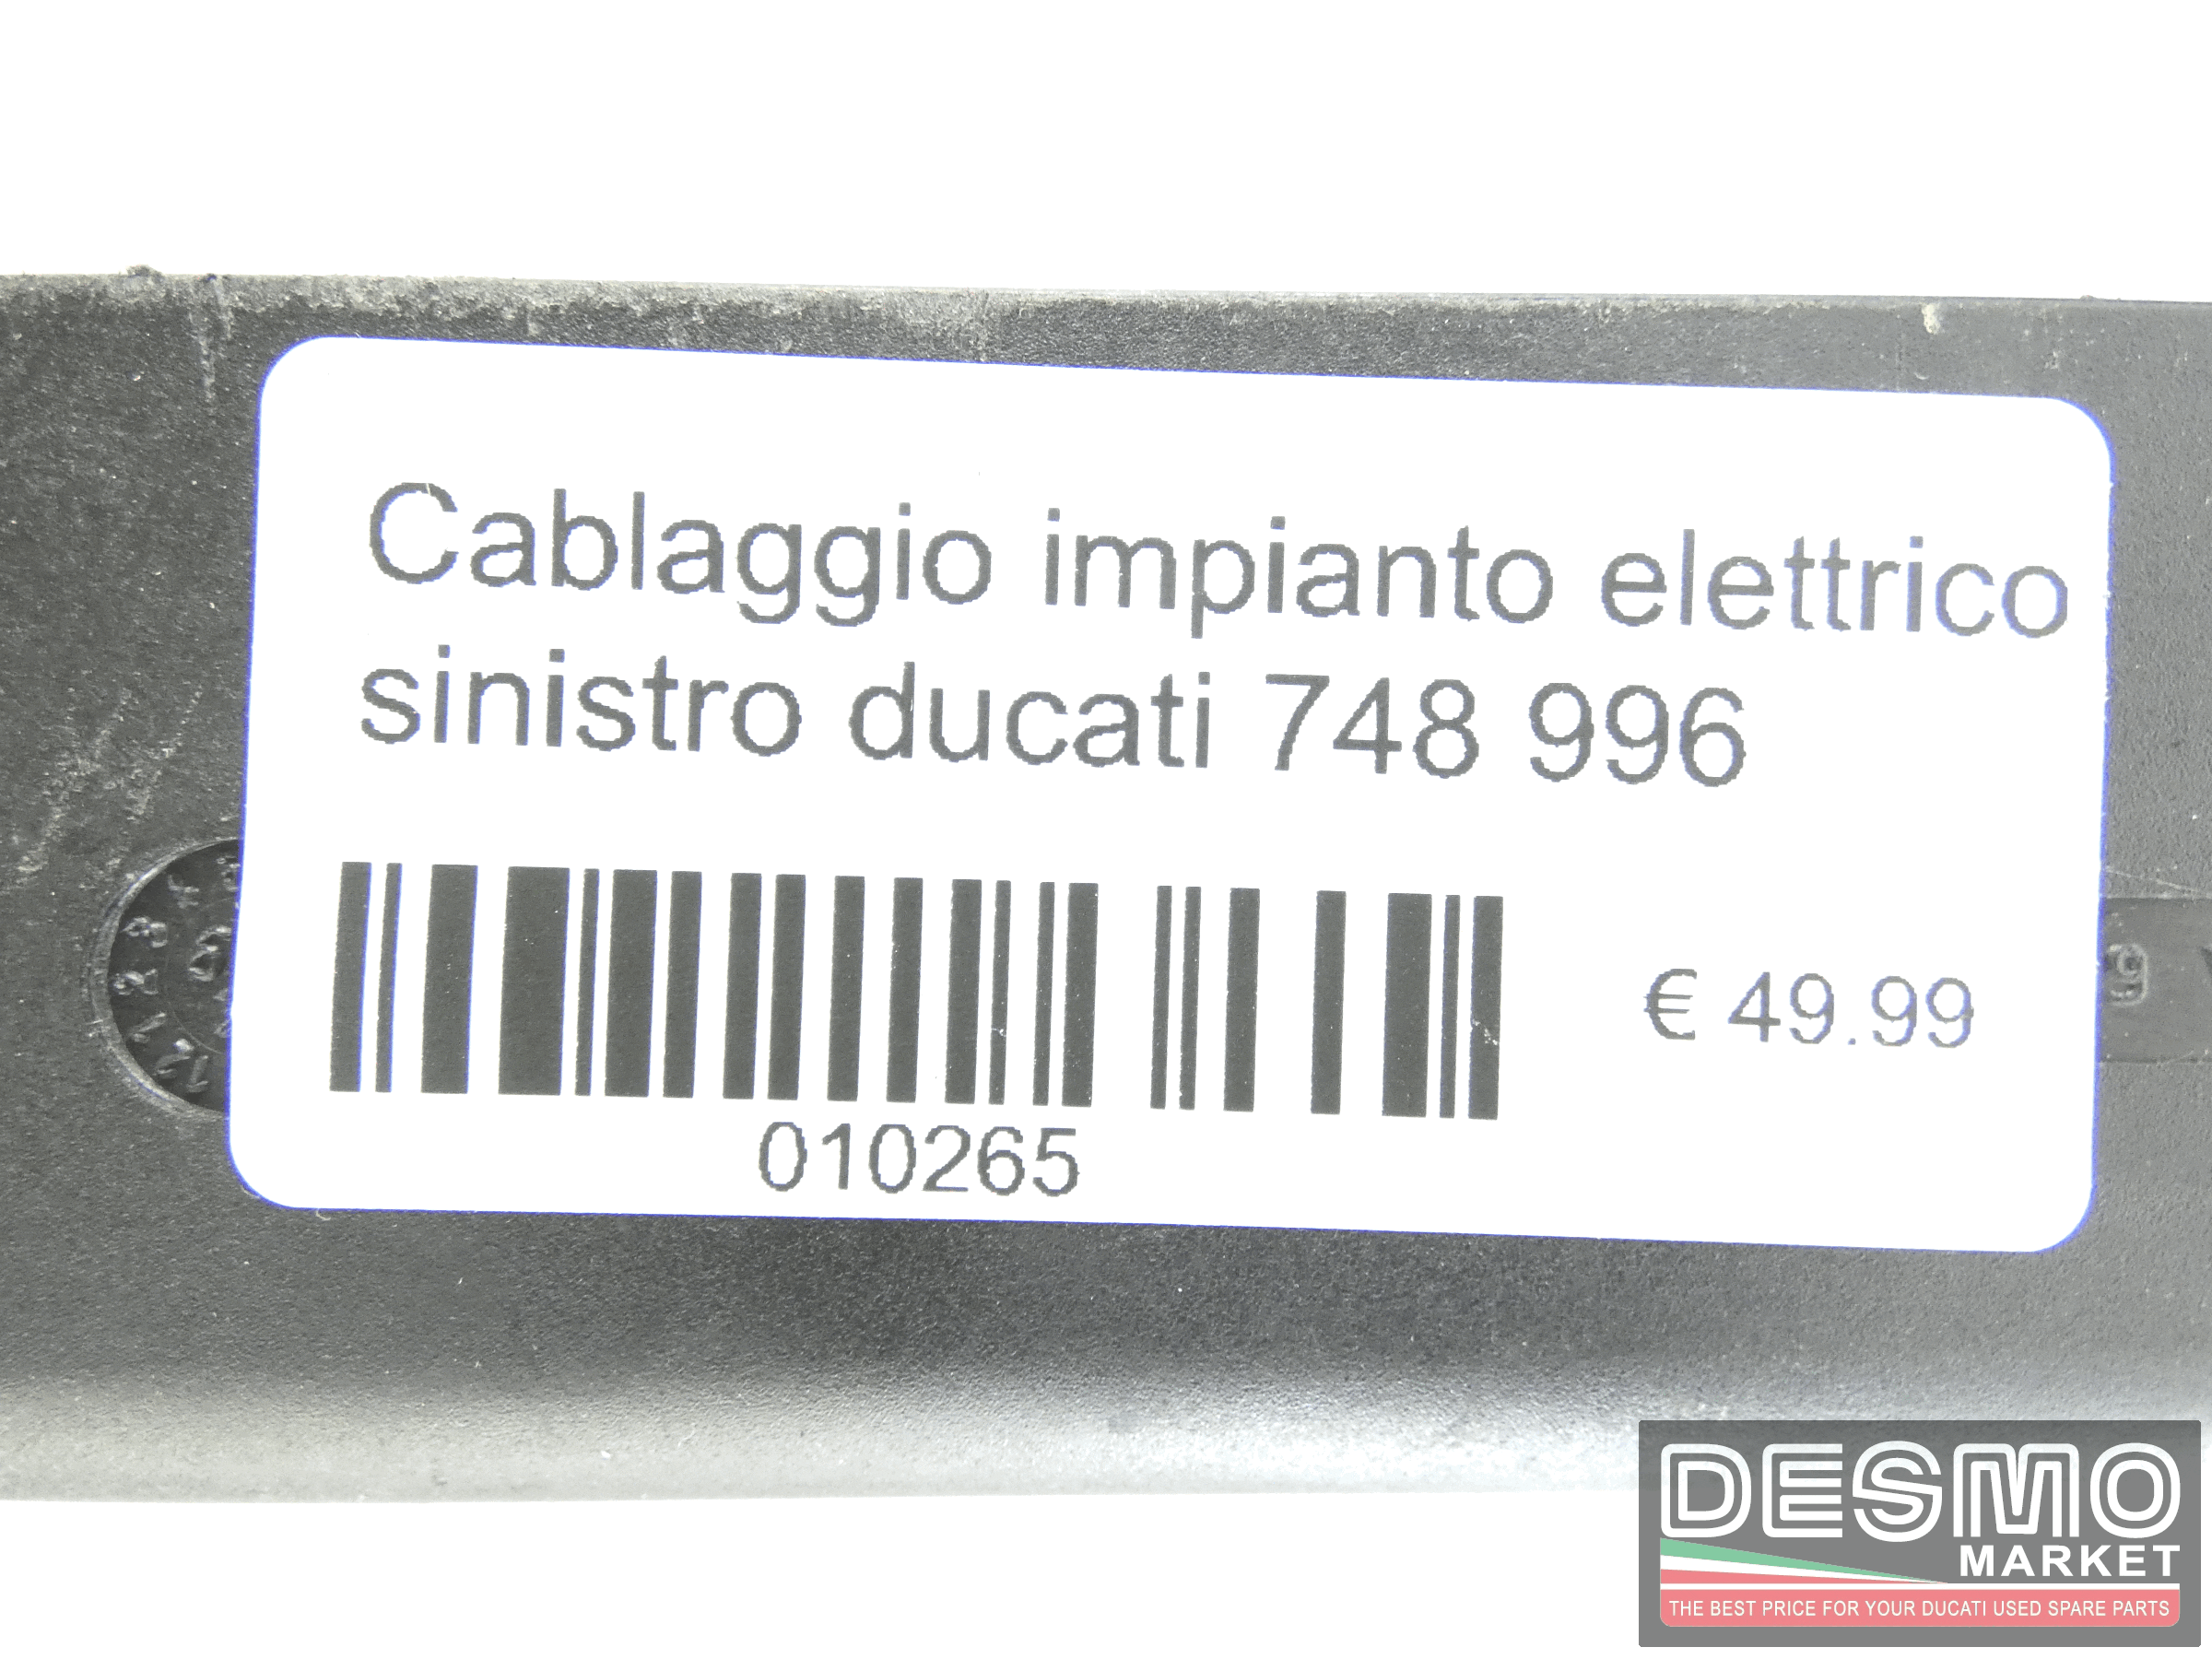 Cablaggio impianto elettrico
sinistro ducati 748 996
€ 49.99
010265
9
DESMO
MARKET
THE BEST PRICE FOR YOUR DUCATI USED SPARE PARTS